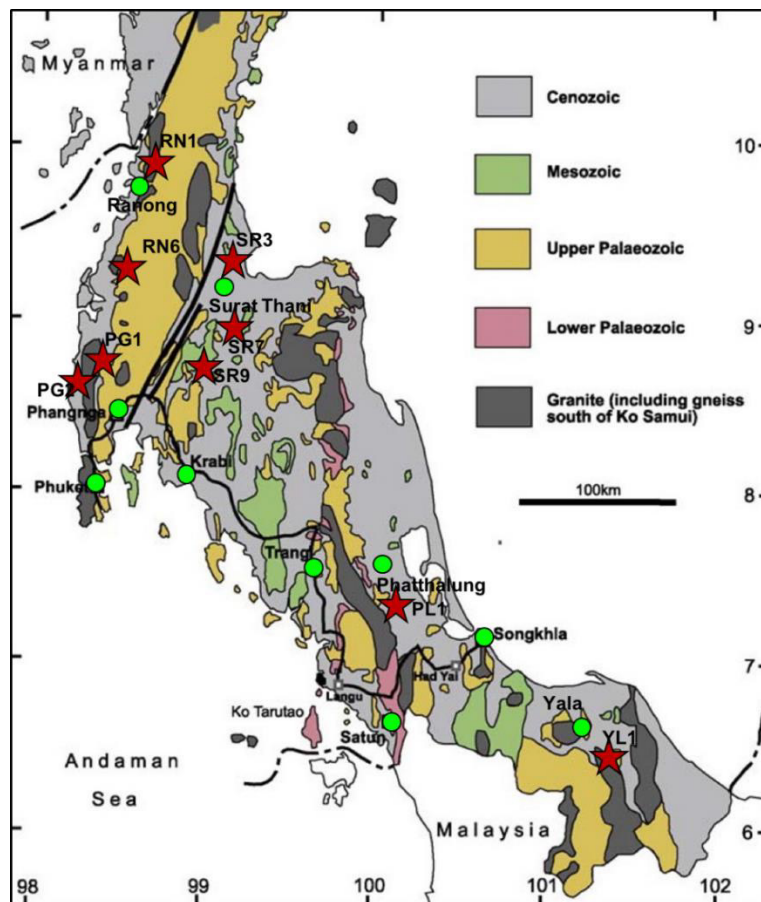 Myanmar
RN1
Ranong
RN6
SR3
Surat Thani
SR7
SR9
PG1
PG2
Phangnga
Phuket
Krabi
Trang
Phatthalung
PL1
Songkhla
Had Yai
Langu
Ko Tarutao
Satun
Yala
YL1
Andaman
Sea
Malaysia
Cenozoic
Mesozoic
Upper Palaeozoic
Lower Palaeozoic
Granite (including gneiss
south of Ko Samui)
100km
10
9
8
7
6
98
99
100
101
102